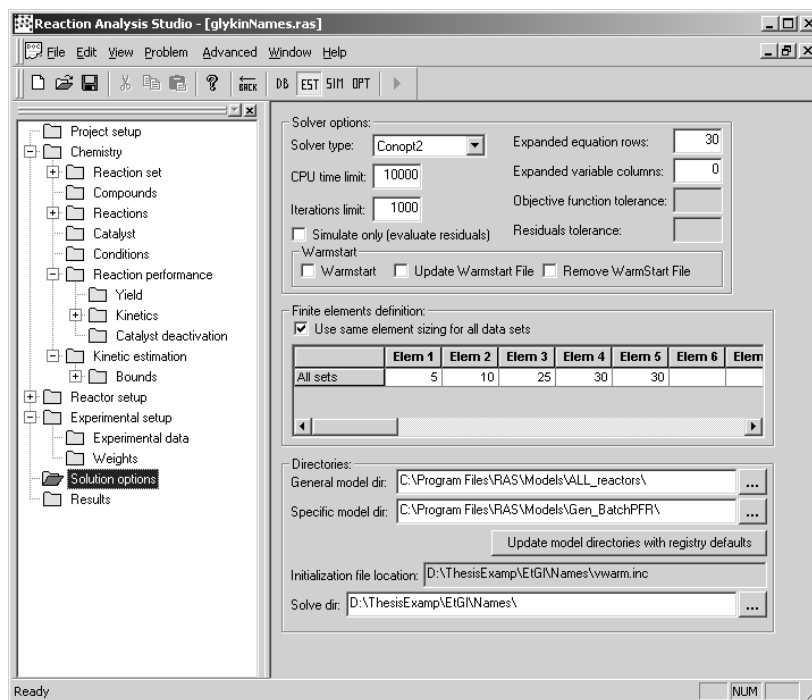 Reaction Analysis Studio - [glykinNames.ras]
File Edit View Problem Advanced Window Help
BACK DB EST SIM OPT
Project setup
Chemistry
Reaction set
Compounds
Reactions
Catalyst
Conditions
Reaction performance
Yield
Kinetics
Catalyst deactivation
Kinetic estimation
Bounds
Reactor setup
Experimental setup
Experimental data
Weights
Solution options
Results
Solver options:
Solver type: Conopt2 Expanded equation rows: 30
CPU time limit: 10000 Expanded variable columns: 0
Iterations limit: 1000 Objective function tolerance:
Simulate only (evaluate residuals) Residuals tolerance:
Warmstart
Warmstart Update Warmstart File Remove WarmStart File
Finite elements definition:
Use same element sizing for all data sets
Elem 1 Elem 2 Elem 3 Elem 4 Elem 5 Elem 6 Elem
All sets 5 10 25 30 30
Directories:
General model dir: C:\Program Files\RAS\Models\ALL_reactors\ ...
Specific model dir: C:\Program Files\RAS\Models\Gen_BatchPFR\ ...
Update model directories with registry defaults
Initialization file location: D:\ThesisExamp\EtGl\Names\vwarm.inc
Solve dir: D:\ThesisExamp\EtGl\Names\ ...
Ready NUM